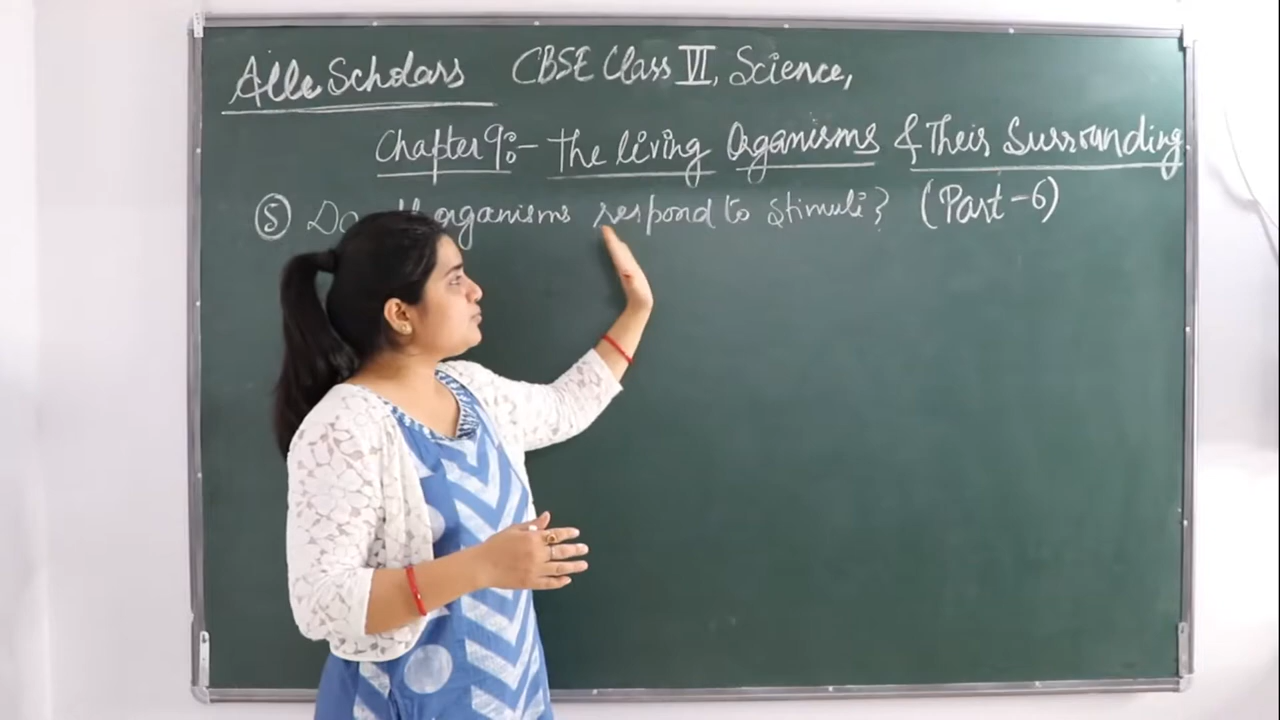 Alle Scholars CBSE Class VI, Science,
Chapter 9:- The living Organisms & Their Surrounding.
⑤ Do organisms respond to Stimuli? (Part-6)